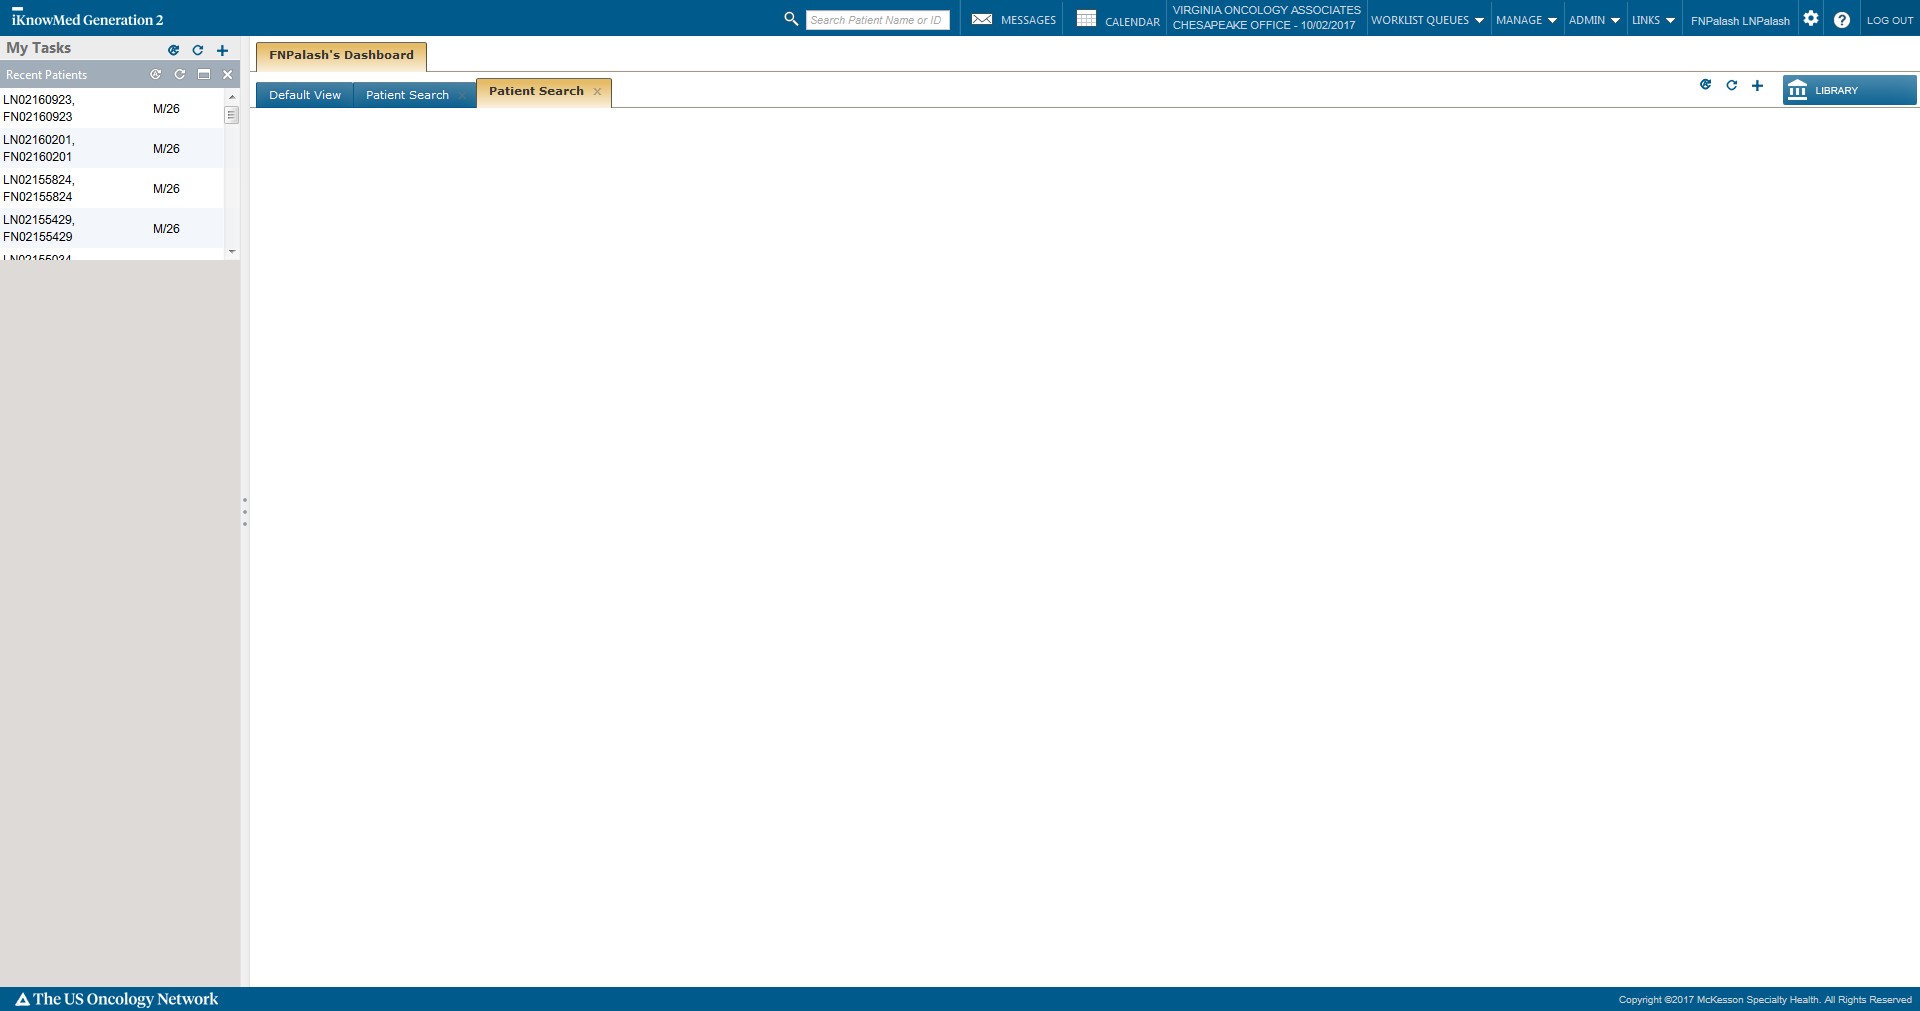 iKnowMed Generation 2
Search Patient Name or ID
MESSAGES
CALENDAR
VIRGINIA ONCOLOGY ASSOCIATES
CHESAPEAKE OFFICE - 10/02/2017
WORKLIST QUEUES
MANAGE
ADMIN
LINKS
FNPalash LNPalash
LOG OUT
My Tasks
Recent Patients
LN02160923,
FN02160923
M/26
LN02160201,
FN02160201
M/26
LN02155824,
FN02155824
M/26
LN02155429,
FN02155429
M/26
LN02155034,
FNPalash's Dashboard
Default View
Patient Search
Patient Search
LIBRARY
The US Oncology Network
Copyright ©2017 McKesson Specialty Health. All Rights Reserved